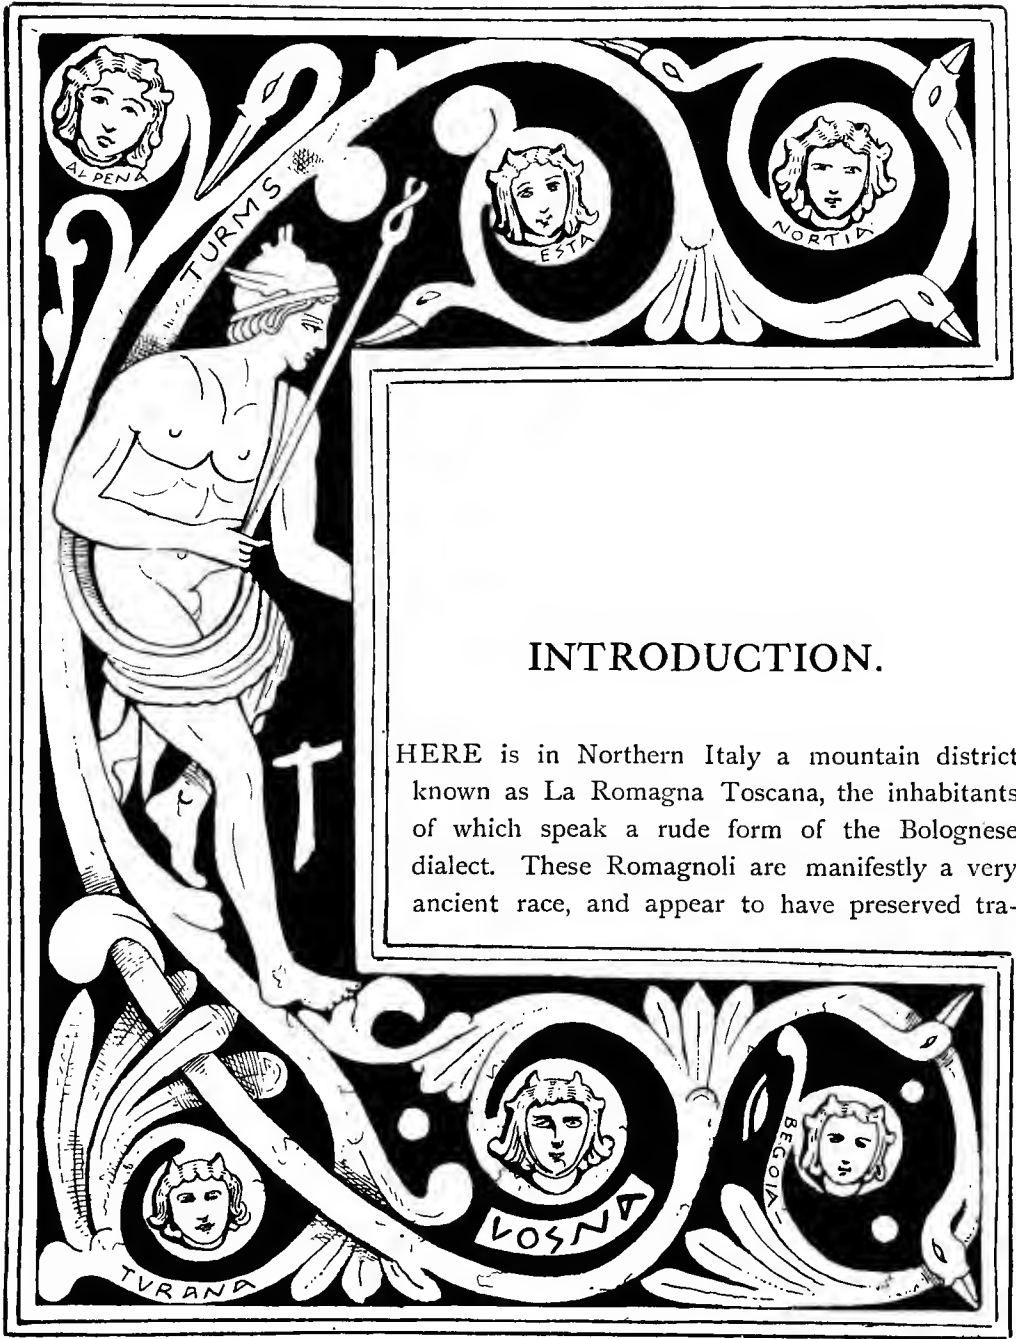 ALPENA
TURMS
ESTA
NORTIA
INTRODUCTION.
THERE is in Northern Italy a mountain district
known as La Romagna Toscana, the inhabitants
of which speak a rude form of the Bolognese
dialect. These Romagnoli are manifestly a very
ancient race, and appear to have preserved tra-
BEGOIA
LOSNA
TURANA